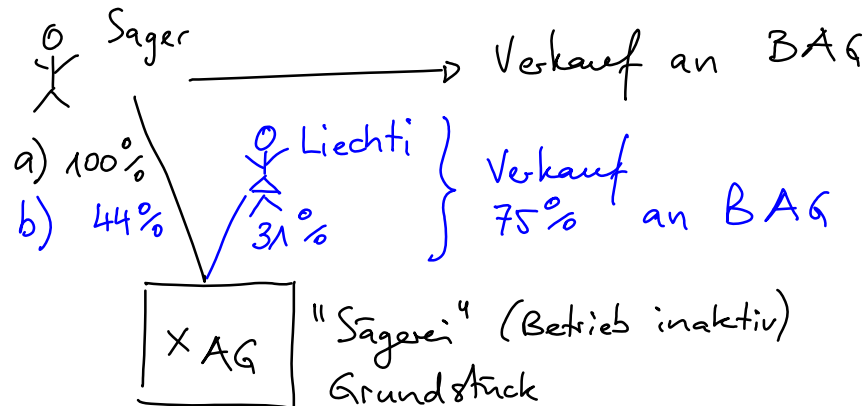 Sager
Verkauf an BAG
a) 100%
Liechti
Verkauf
b) 44%
31%
75% an BAG
X AG
"Sägerei" (Betrieb inaktiv)
Grundstück